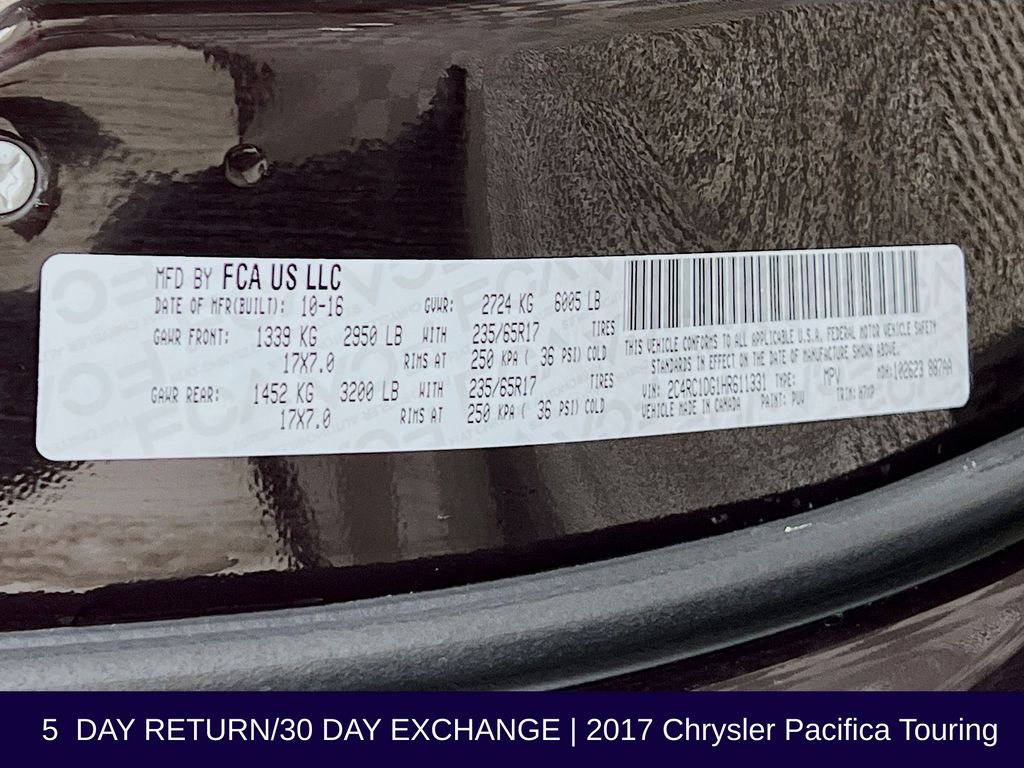 MFD BY FCA US LLC
DATE OF MFR(BUILT): 10-16 GVWR: 2724 KG 6005 LB
GAWR FRONT: 1339 KG 2950 LB WITH 235/65R17 TIRES
17X7.0 RIMS AT 250 KPA ( 36 PSI) COLD
GAWR REAR: 1452 KG 3200 LB WITH 235/65R17 TIRES
17X7.0 RIMS AT 250 KPA ( 36 PSI) COLD
THIS VEHICLE CONFORMS TO ALL APPLICABLE U.S.A. FEDERAL MOTOR VEHICLE SAFETY
STANDARDS IN EFFECT ON THE DATE OF MANUFACTURE SHOWN ABOVE.
VIN: 2C4RC1DG1HR611331 TYPE: MPV MDH: 102623 887AA
VEHICLE MADE IN CANADA PAINT: PUV TRIM:
5 DAY RETURN/30 DAY EXCHANGE | 2017 Chrysler Pacifica Touring